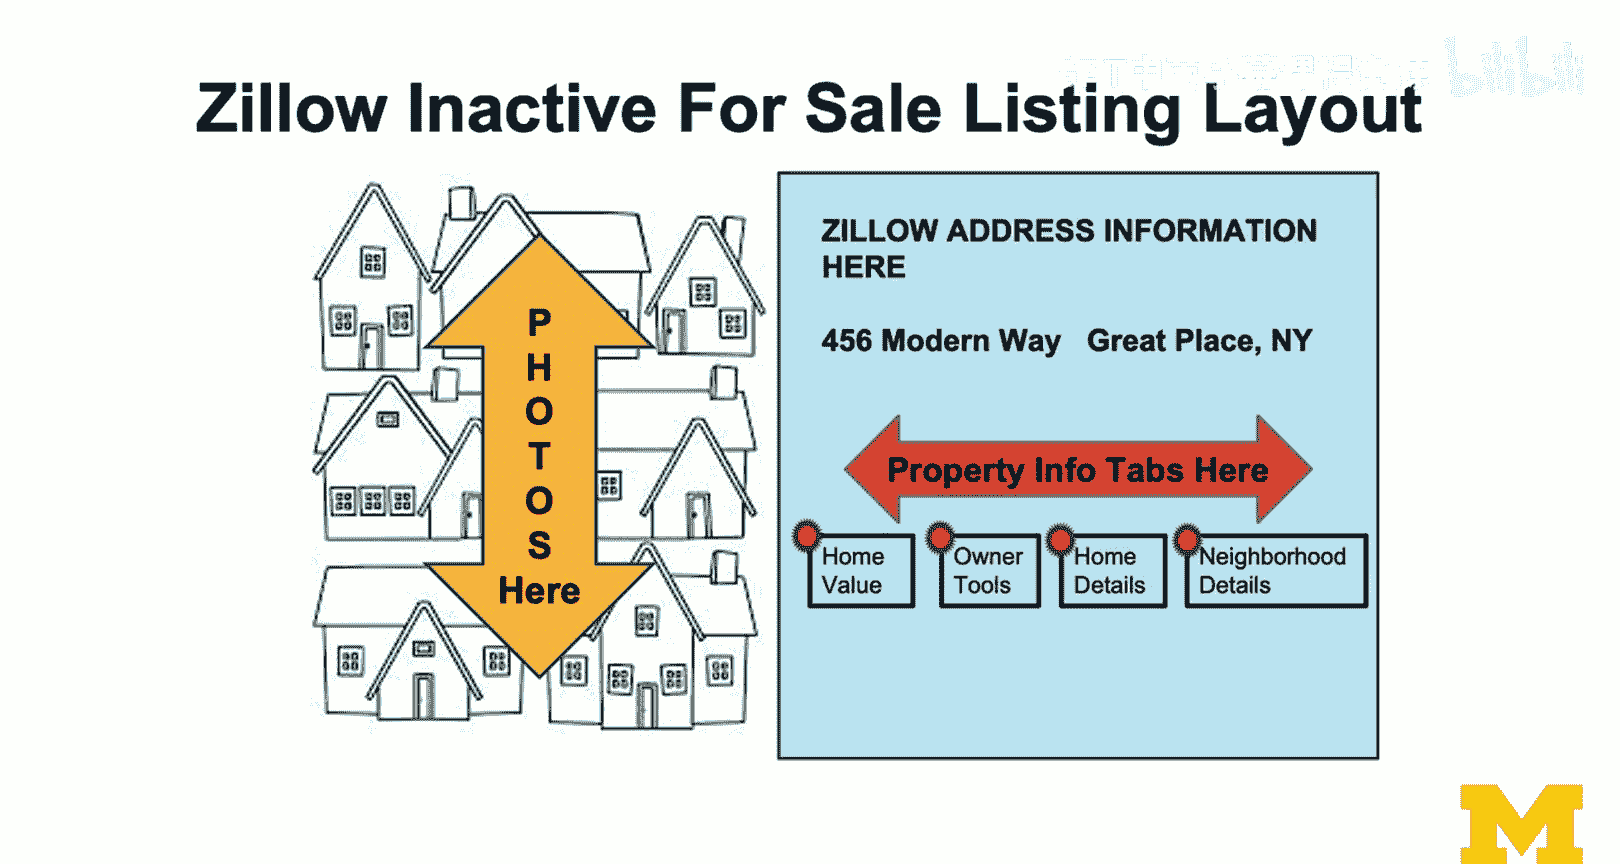 bilibili
Zillow Inactive For Sale Listing Layout
P
H
O
T
O
S
Here
ZILLOW ADDRESS INFORMATION
HERE
456 Modern Way Great Place, NY
Property Info Tabs Here
Home
Value
Owner
Tools
Home
Details
Neighborhood
Details
M